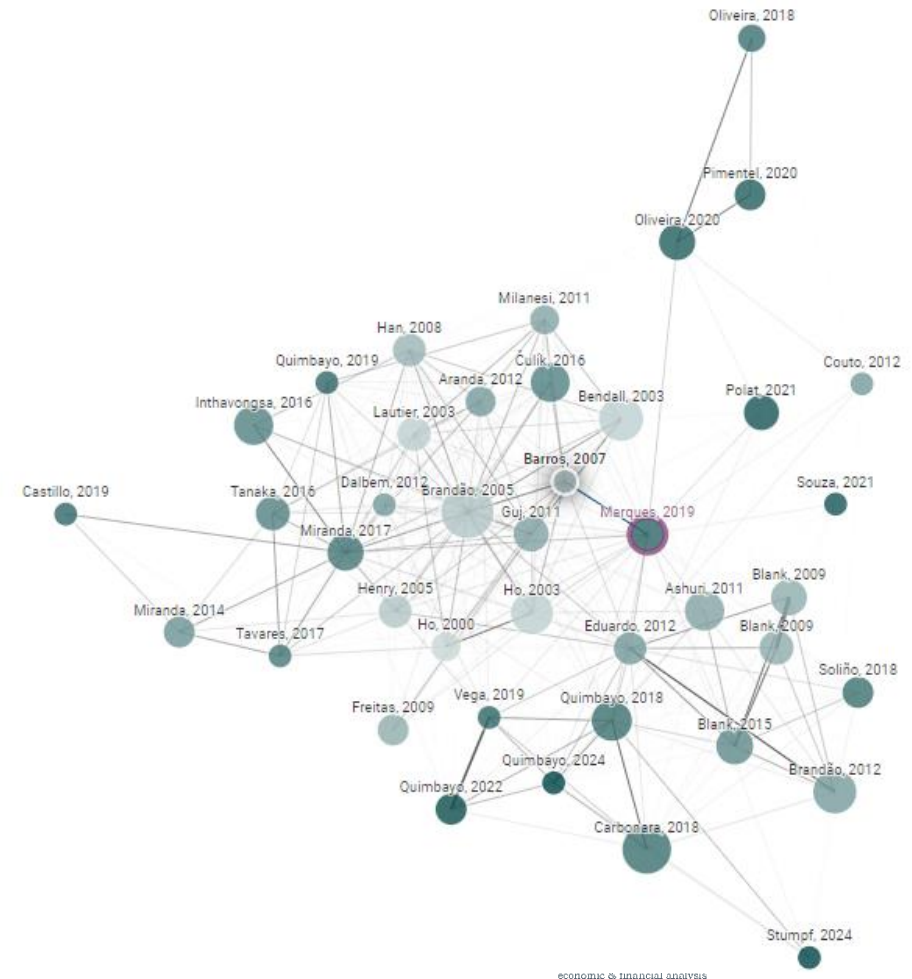 Oliveira, 2018
Pimentel, 2020
Oliveira, 2020
Milanesi, 2011
Han, 2008
Quimbayo, 2019
Čulík, 2016
Couto, 2012
Aranda, 2012
Bendall, 2003
Polat, 2021
Inthavongsa, 2016
Lautier, 2003
Barros, 2007
Castillo, 2019
Tanaka, 2016
Dalbem, 2012
Brandão, 2005
Souza, 2021
Guj, 2011
Marques, 2019
Miranda, 2017
Blank, 2009
Henry, 2005
Ho, 2003
Ashuri, 2011
Miranda, 2014
Tavares, 2017
Ho, 2000
Eduardo, 2012
Blank, 2009
Soliño, 2018
Freitas, 2009
Vega, 2019
Quimbayo, 2018
Blank, 2015
Quimbayo, 2024
Brandão, 2012
Quimbayo, 2022
Carbonara, 2018
Stumpf, 2024
economic & financial analysis